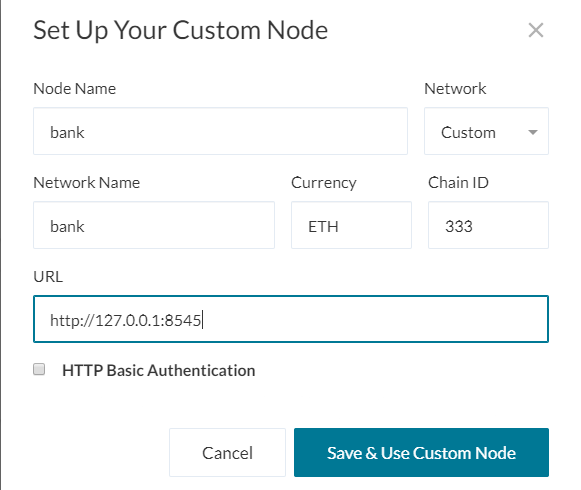 Set Up Your Custom Node
Node Name Network
bank Custom
Network Name Currency Chain ID
bank ETH 333
URL
http://127.0.0.1:8545
HTTP Basic Authentication
Cancel Save & Use Custom Node